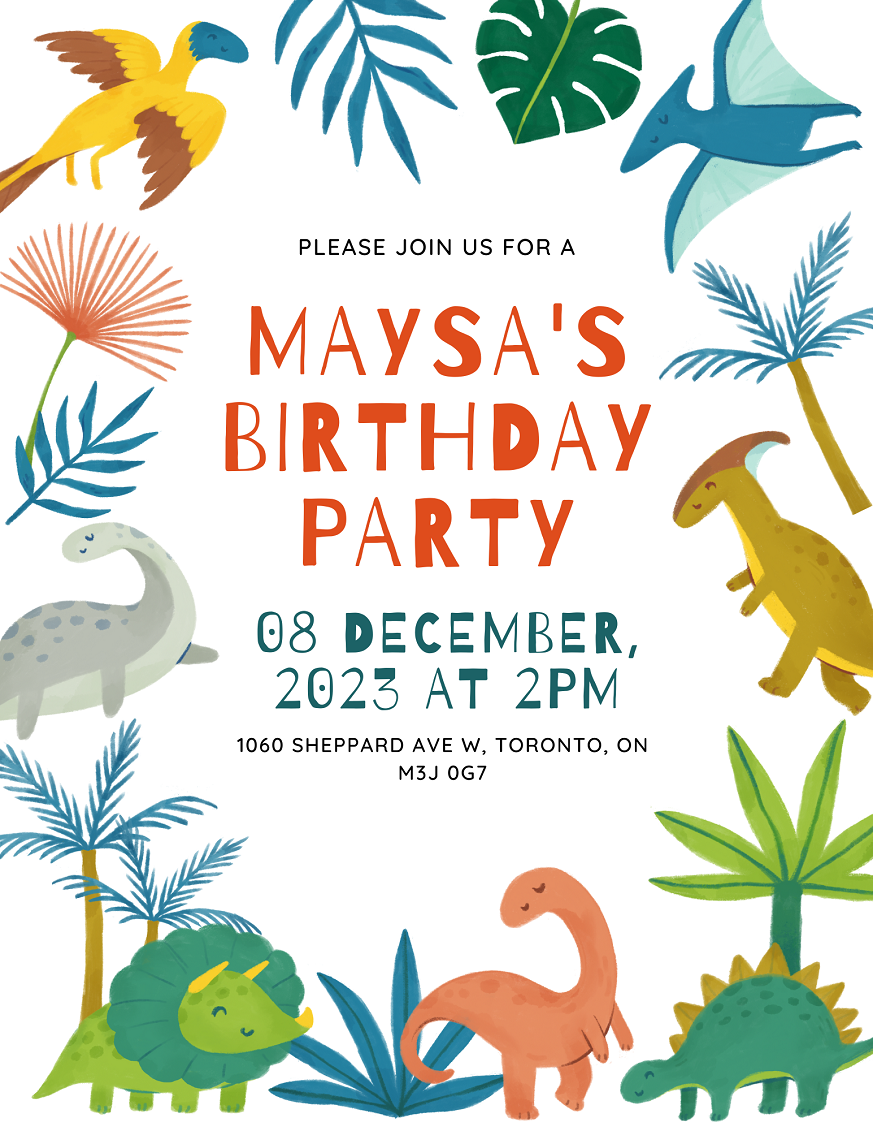 PLEASE JOIN US FOR A
MAYSA'S
BIRTHDAY
PARTY
08 DECEMBER,
2023 AT 2PM
1060 SHEPPARD AVE W, TORONTO, ON
M3J 0G7